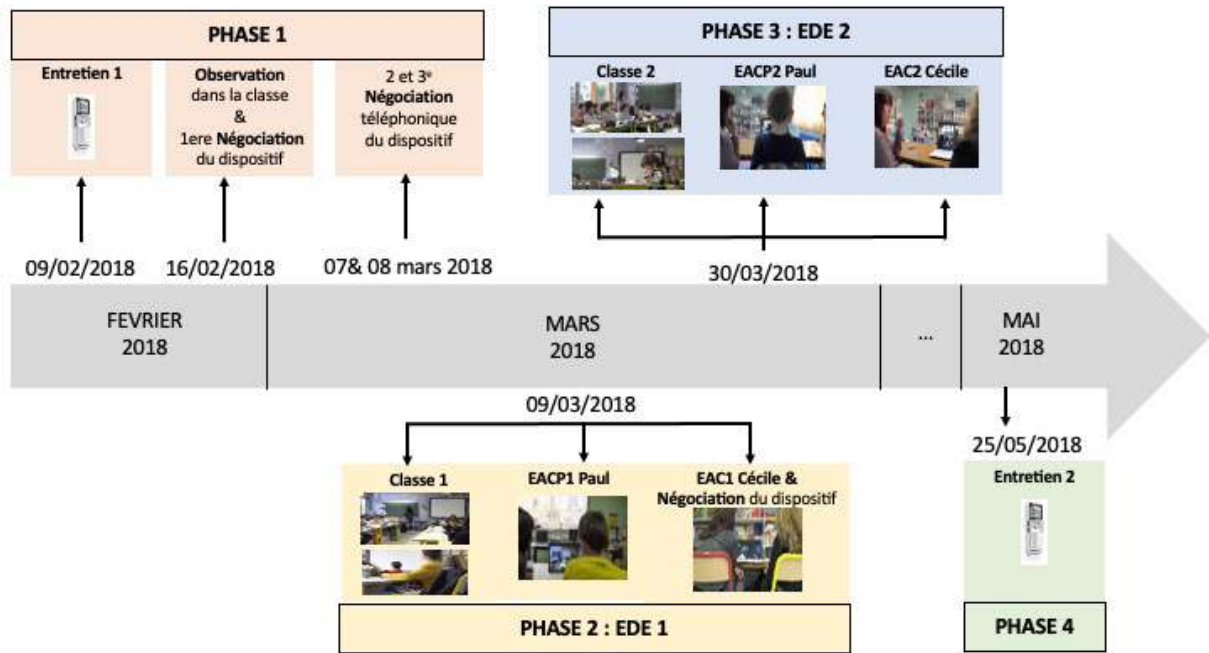 PHASE 1
Entretien 1
Observation
dans la classe
&
1ere Négociation
du dispositif
2 et 3e
Négociation
téléphonique
du dispositif
PHASE 3 : EDE 2
Classe 2
EACP2 Paul
EAC2 Cécile
09/02/2018
16/02/2018
07& 08 mars 2018
30/03/2018
FEVRIER
2018
MARS
2018
...
MAI
2018
09/03/2018
25/05/2018
Classe 1
EACP1 Paul
EAC1 Cécile &
Négociation du dispositif
PHASE 2 : EDE 1
Entretien 2
PHASE 4